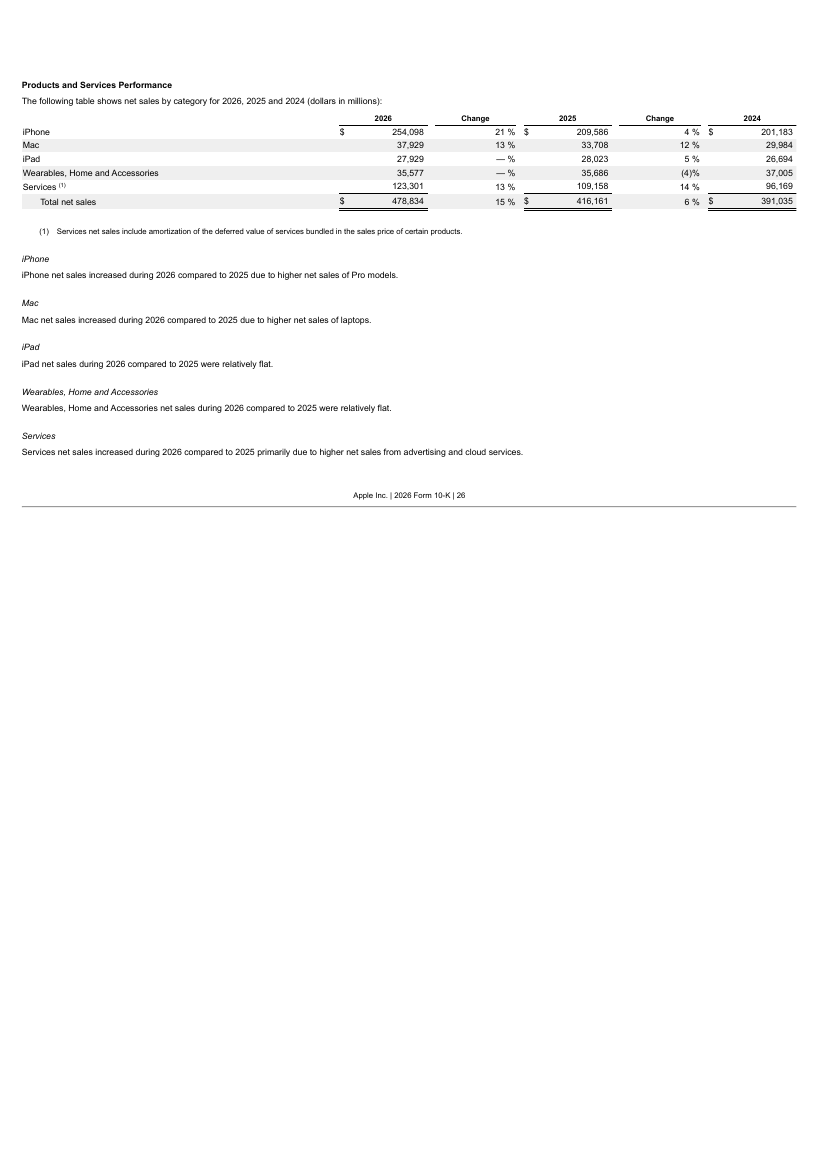 Products and Services Performance
The following table shows net sales by category for 2026, 2025 and 2024 (dollars in millions):
2026 Change 2025 Change 2024
iPhone $ 254,098 21 % $ 209,586 4 % $ 201,183
Mac 37,929 13 % 33,708 12 % 29,984
iPad 27,929 — % 28,023 5 % 26,694
Wearables, Home and Accessories 35,577 — % 35,686 (4)% 37,005
Services (1) 123,301 13 % 109,158 14 % 96,169
Total net sales $ 478,834 15 % $ 416,161 6 % $ 391,035
(1) Services net sales include amortization of the deferred value of services bundled in the sales price of certain products.
iPhone
iPhone net sales increased during 2026 compared to 2025 due to higher net sales of Pro models.
Mac
Mac net sales increased during 2026 compared to 2025 due to higher net sales of laptops.
iPad
iPad net sales during 2026 compared to 2025 were relatively flat.
Wearables, Home and Accessories
Wearables, Home and Accessories net sales during 2026 compared to 2025 were relatively flat.
Services
Services net sales increased during 2026 compared to 2025 primarily due to higher net sales from advertising and cloud services.
Apple Inc. | 2026 Form 10-K | 26